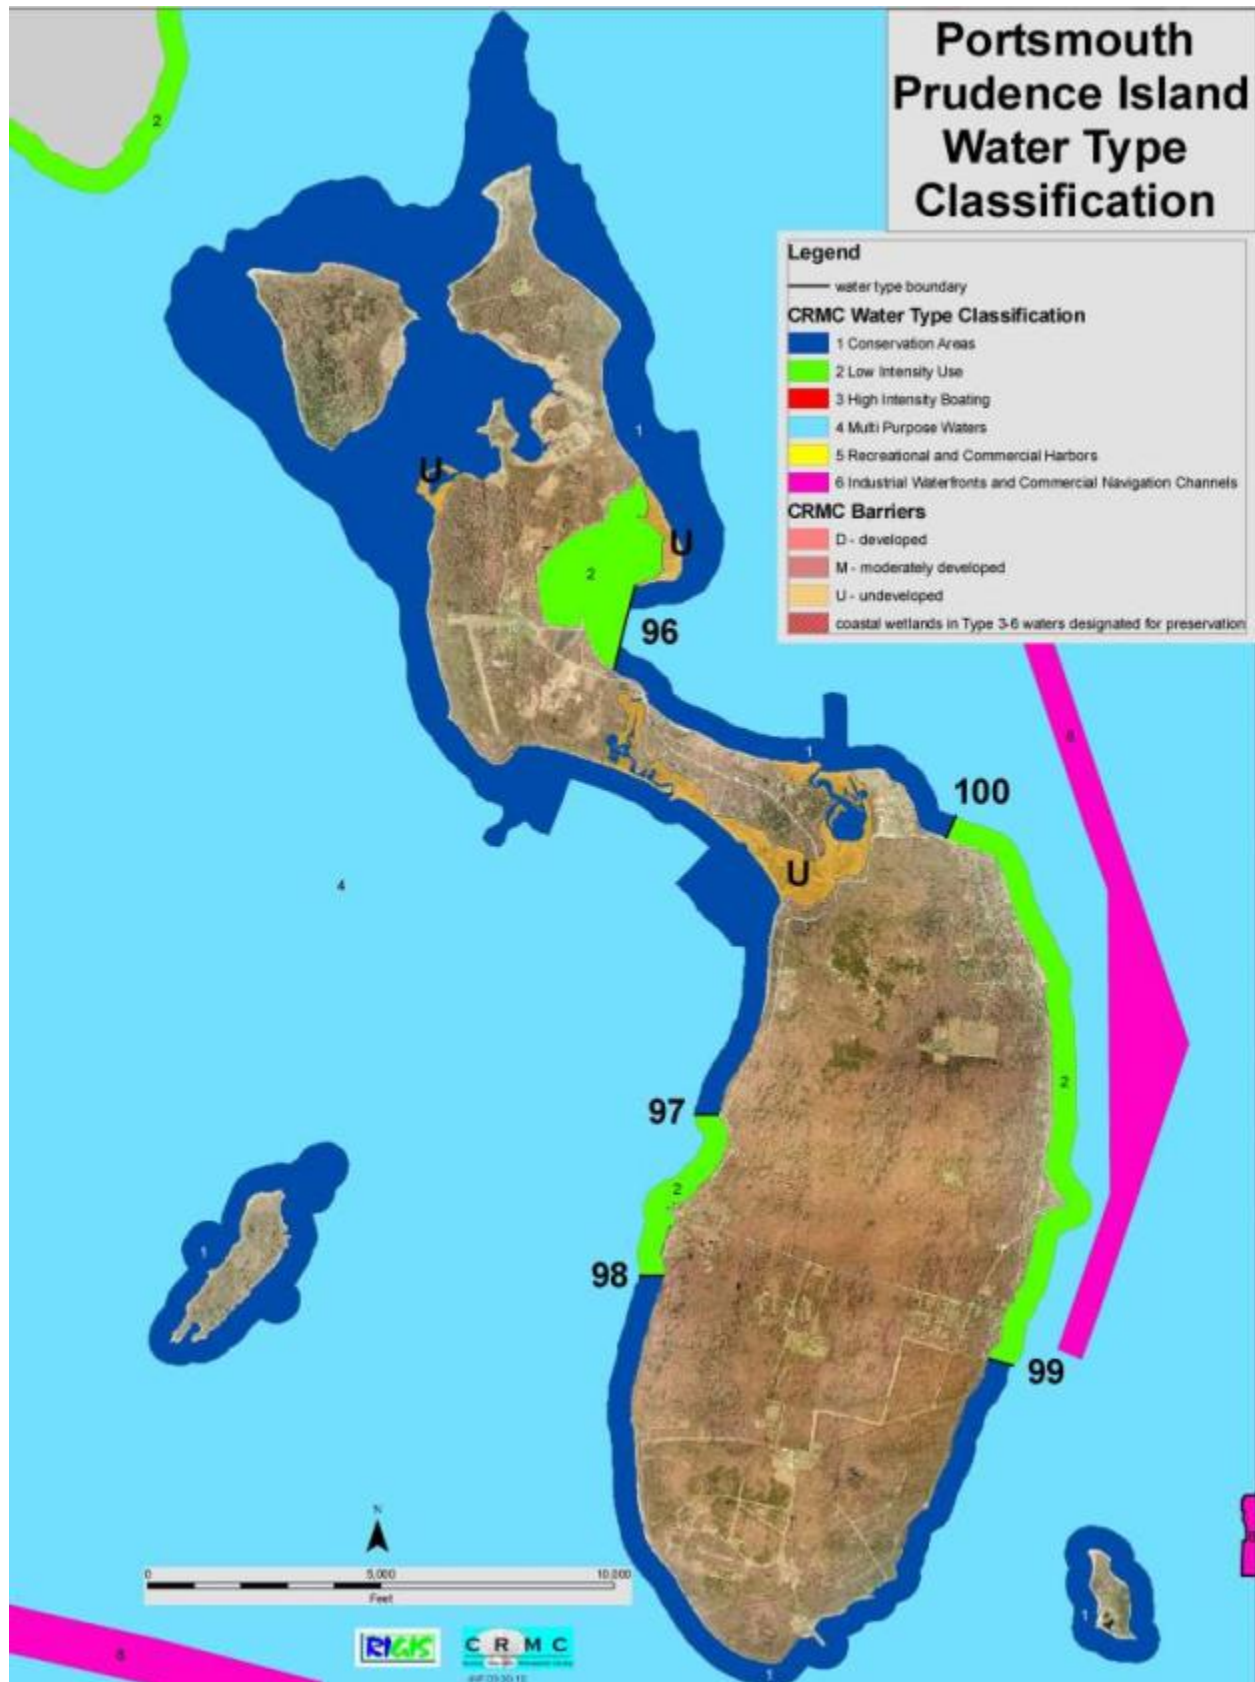 Portsmouth
Prudence Island
Water Type
Classification
Legend
water type boundary
CRMC Water Type Classification
1 Conservation Areas
2 Low Intensity Use
3 High Intensity Boating
4 Multi Purpose Waters
5 Recreational and Commercial Harbors
6 Industrial Waterfronts and Commercial Navigation Channels
CRMC Barriers
D - developed
M - moderately developed
U - undeveloped
coastal wetlands in Type 3-6 waters designated for preservation
2
1
U
U
2
96
6
1
100
U
4
2
97
2
1
98
99
N
0 5,000 10,000
Feet
1
6
RIGIS
CRMC
1